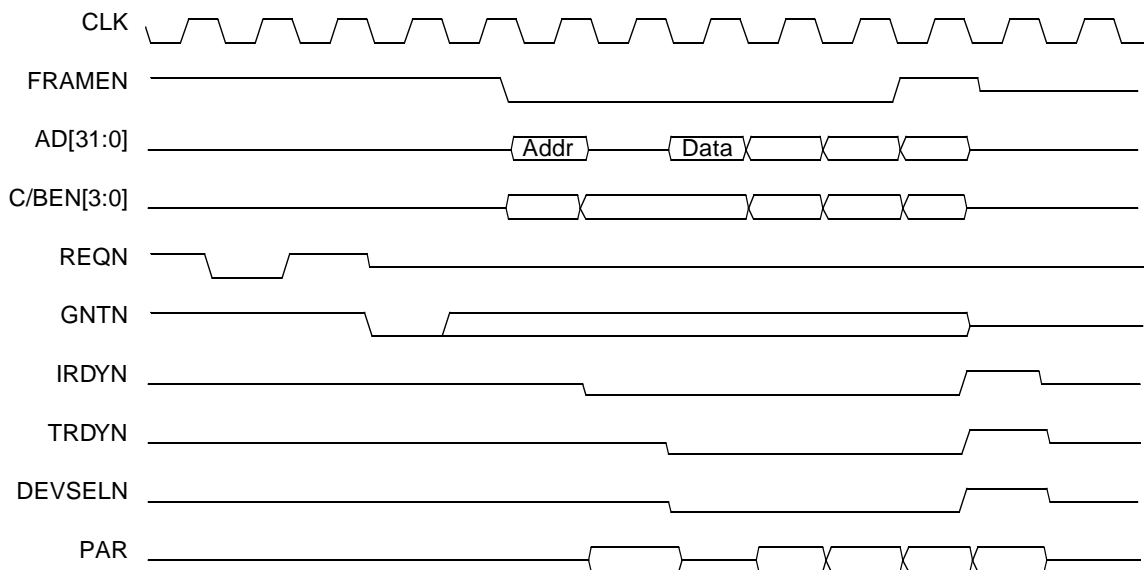 CLK
FRAMEN
AD[31:0]
Addr
Data
C/BEN[3:0]
REQN
GNTN
IRDYN
TRDYN
DEVSELN
PAR